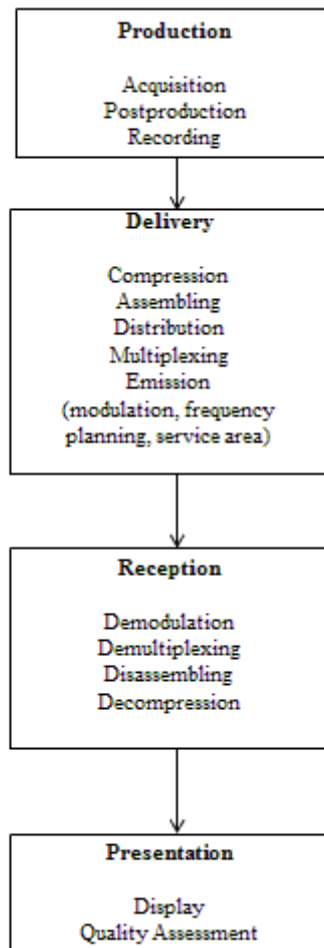 Production
Acquisition
Postproduction
Recording
Delivery
Compression
Assembling
Distribution
Multiplexing
Emission
(modulation, frequency
planning, service area)
Reception
Demodulation
Demultiplexing
Disassembling
Decompression
Presentation
Display
Quality Assessment